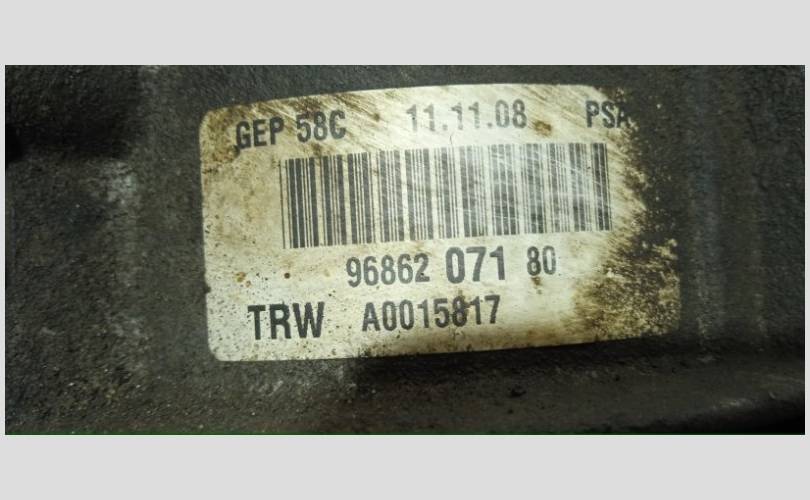 GEP 58C 11.11.08 PSA
96862 071 80
TRW A0015817